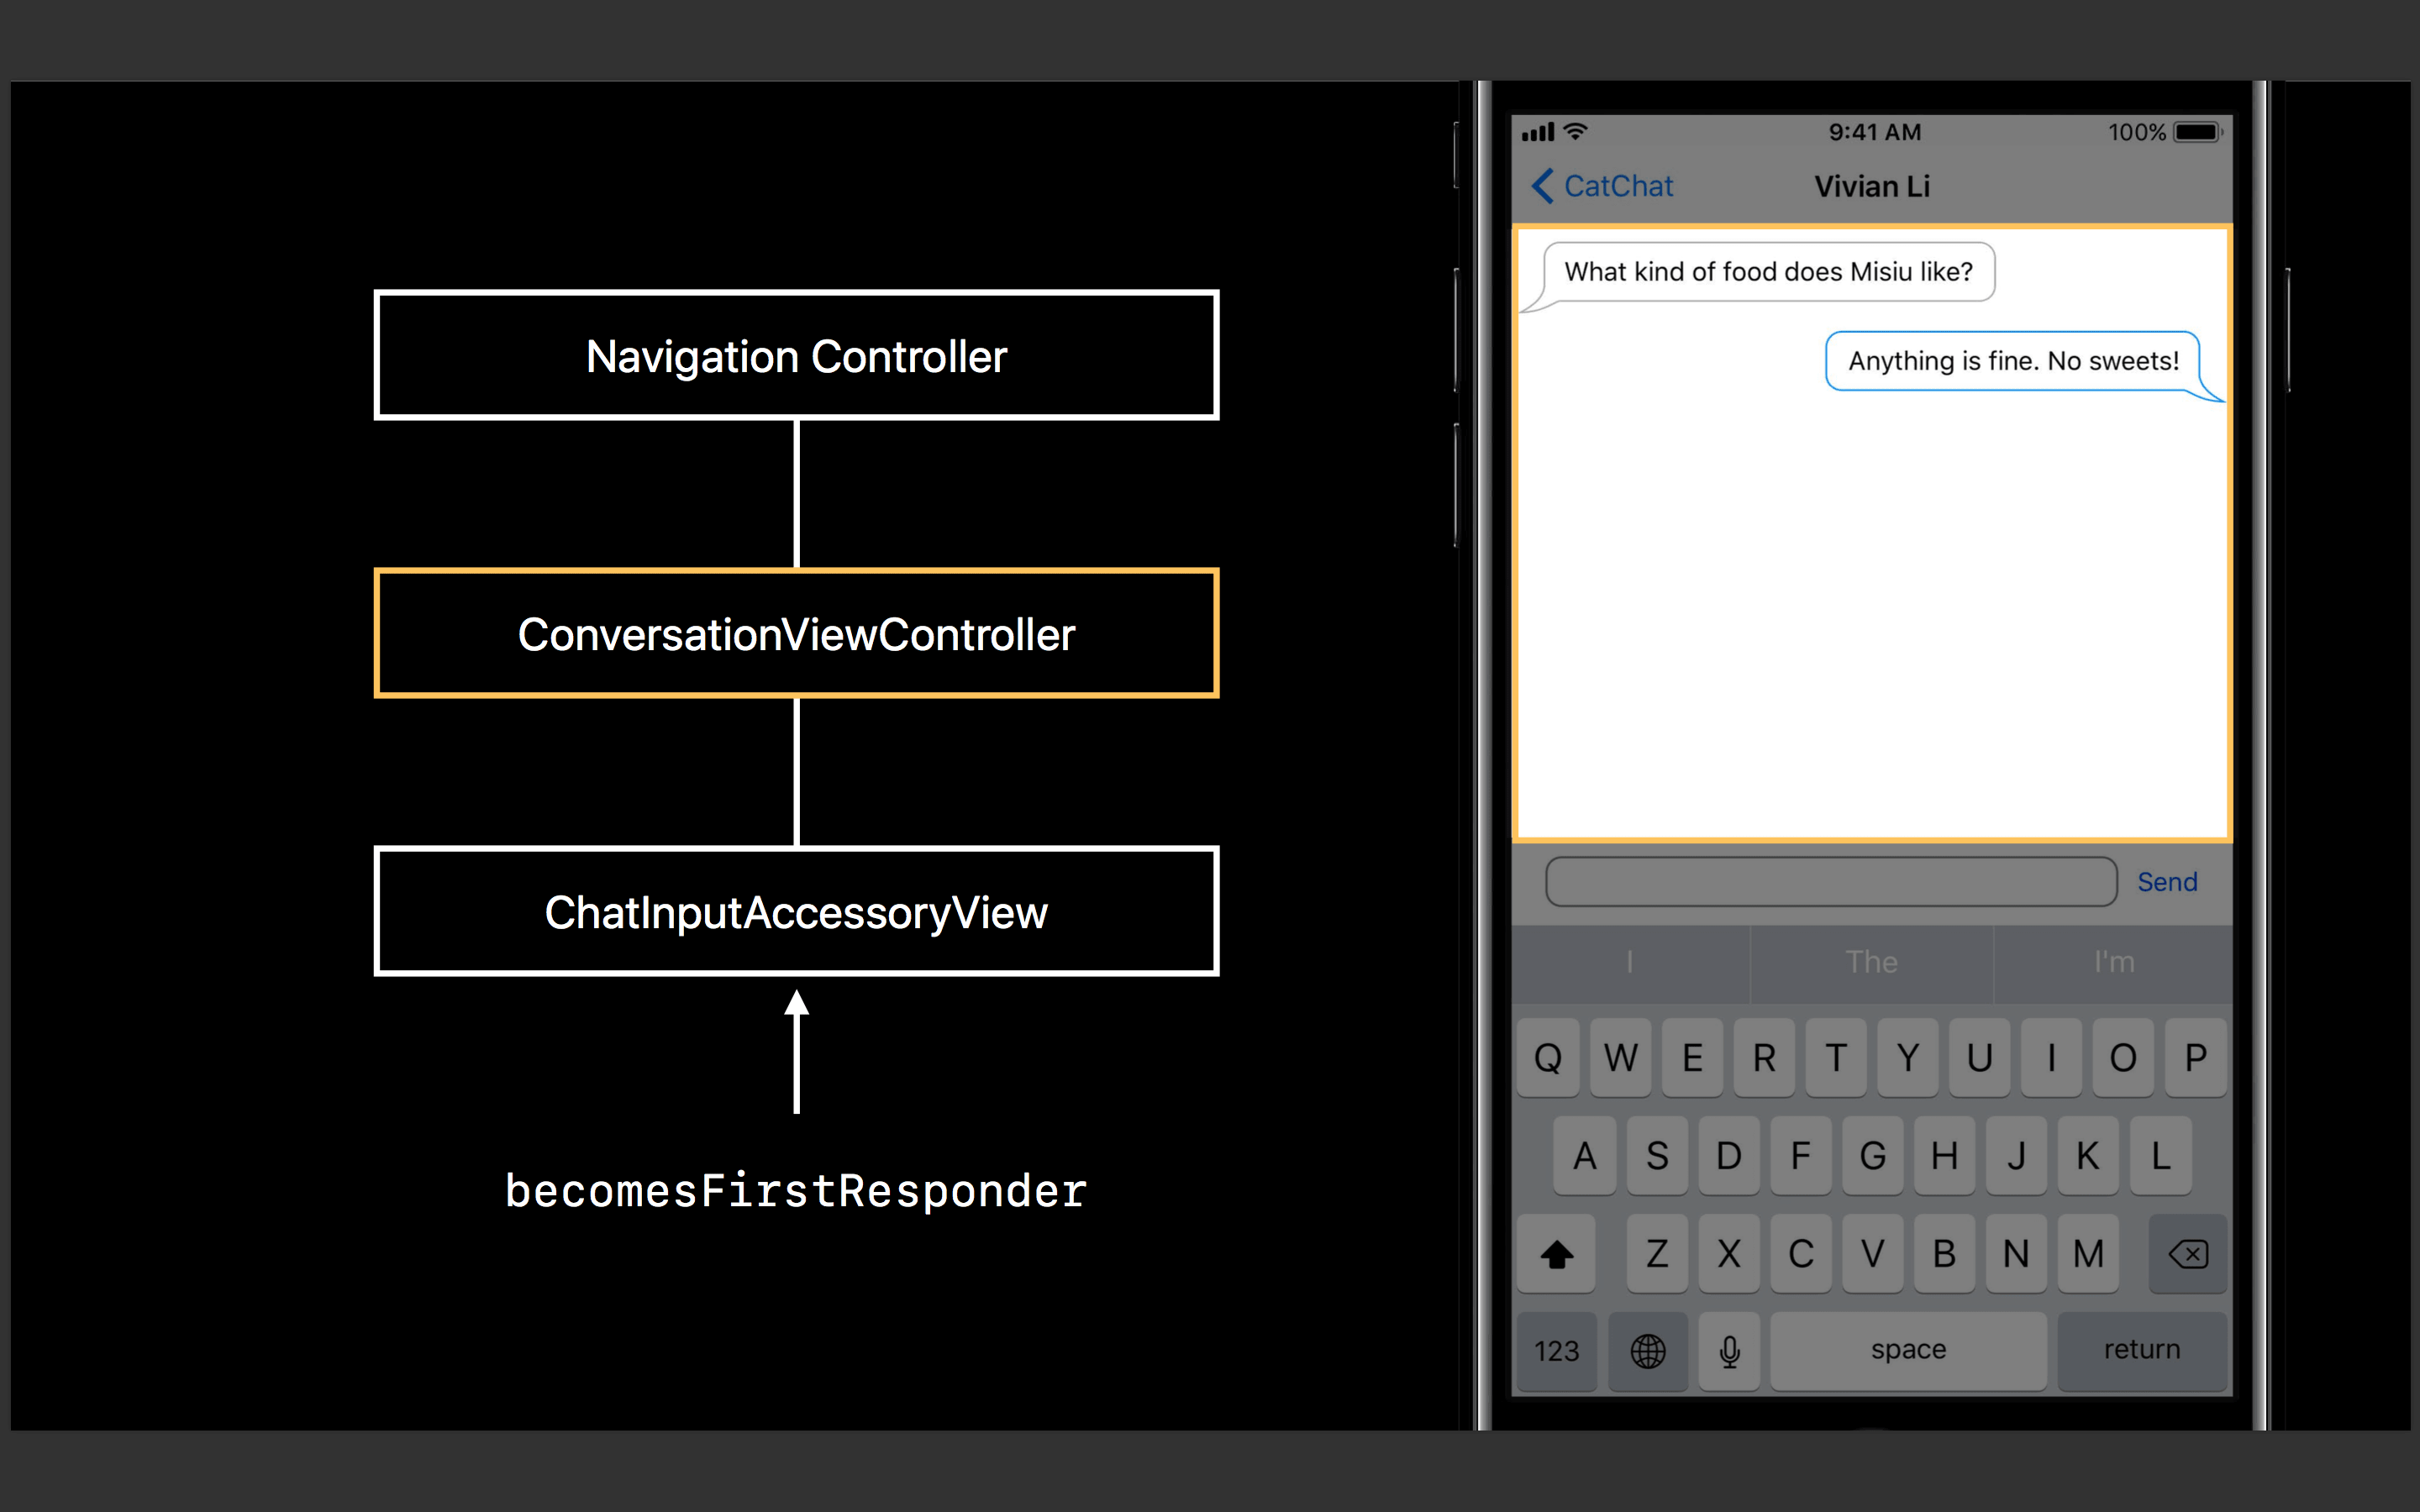 Navigation Controller
ConversationViewController
ChatInputAccessoryView
becomesFirstResponder
9:41 AM
100%
CatChat
Vivian Li
What kind of food does Misiu like?
Anything is fine. No sweets!
Send
I The I'm
Q W E R T Y U I O P
A S D F G H J K L
Z X C V B N M
123 space return